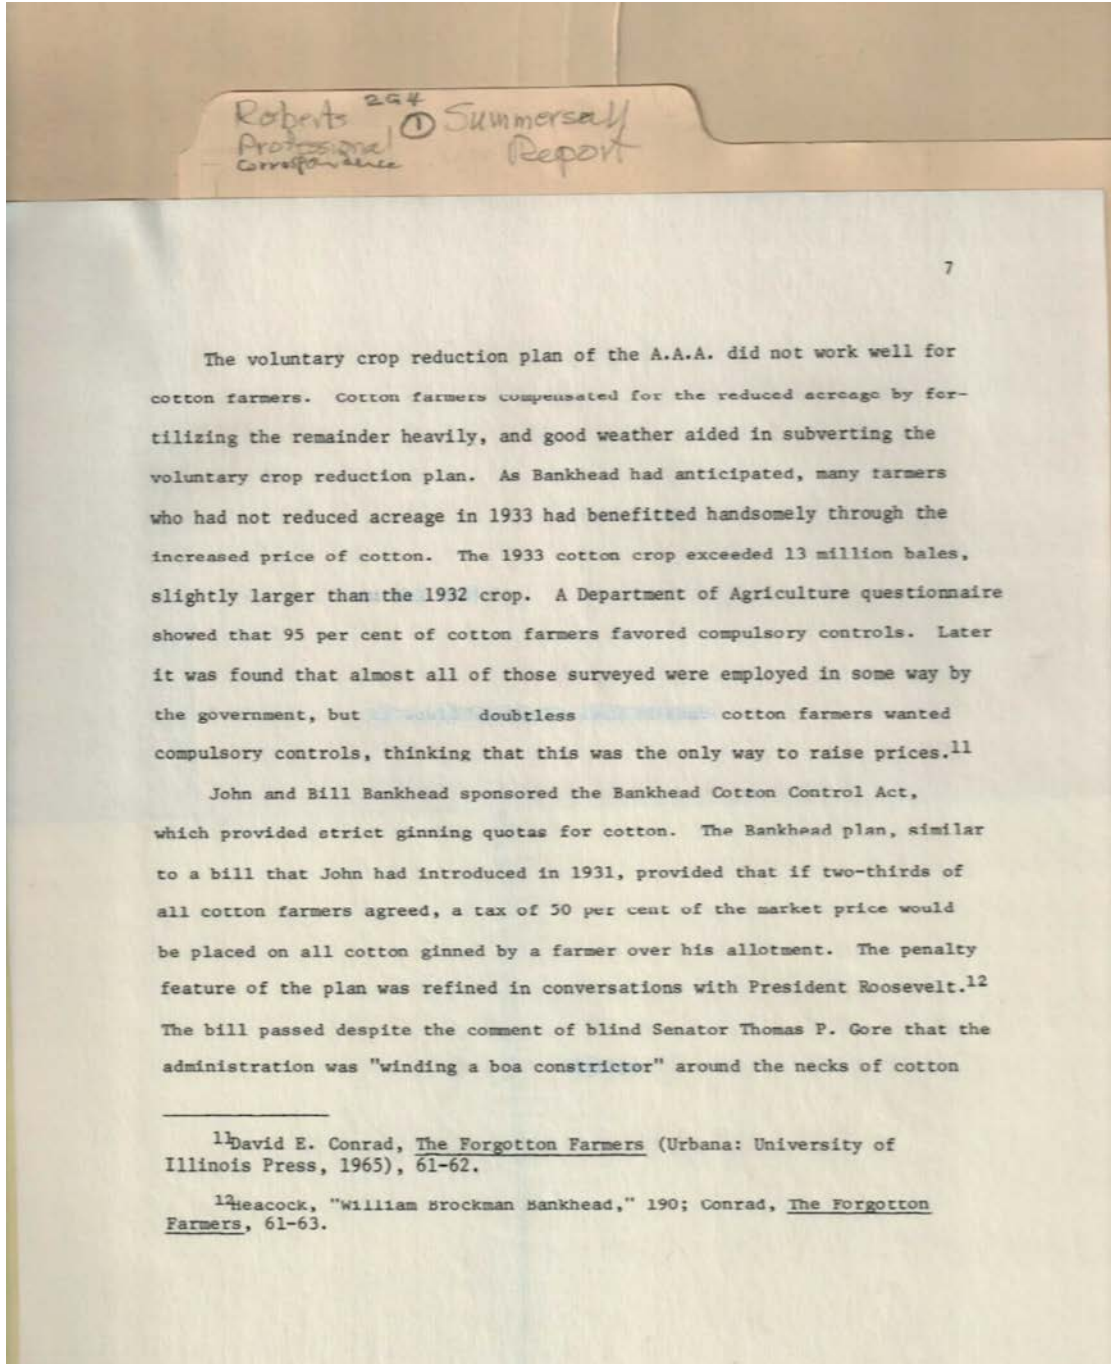 Roberts 2G4 ① Summersall
Professional Report
Correspondence
7
The voluntary crop reduction plan of the A.A.A. did not work well for
cotton farmers. Cotton farmers compensated for the reduced acreage by fer-
tilizing the remainder heavily, and good weather aided in subverting the
voluntary crop reduction plan. As Bankhead had anticipated, many farmers
who had not reduced acreage in 1933 had benefitted handsomely through the
increased price of cotton. The 1933 cotton crop exceeded 13 million bales,
slightly larger than the 1932 crop. A Department of Agriculture questionnaire
showed that 95 per cent of cotton farmers favored compulsory controls. Later
it was found that almost all of those surveyed were employed in some way by
the government, but doubtless cotton farmers wanted
compulsory controls, thinking that this was the only way to raise prices.11
John and Bill Bankhead sponsored the Bankhead Cotton Control Act,
which provided strict ginning quotas for cotton. The Bankhead plan, similar
to a bill that John had introduced in 1931, provided that if two-thirds of
all cotton farmers agreed, a tax of 50 per cent of the market price would
be placed on all cotton ginned by a farmer over his allotment. The penalty
feature of the plan was refined in conversations with President Roosevelt.12
The bill passed despite the comment of blind Senator Thomas P. Gore that the
administration was "winding a boa constrictor" around the necks of cotton
11David E. Conrad, The Forgotton Farmers (Urbana: University of
Illinois Press, 1965), 61-62.
12Heacock, "William Brockman Bankhead," 190; Conrad, The Forgotton
Farmers, 61-63.